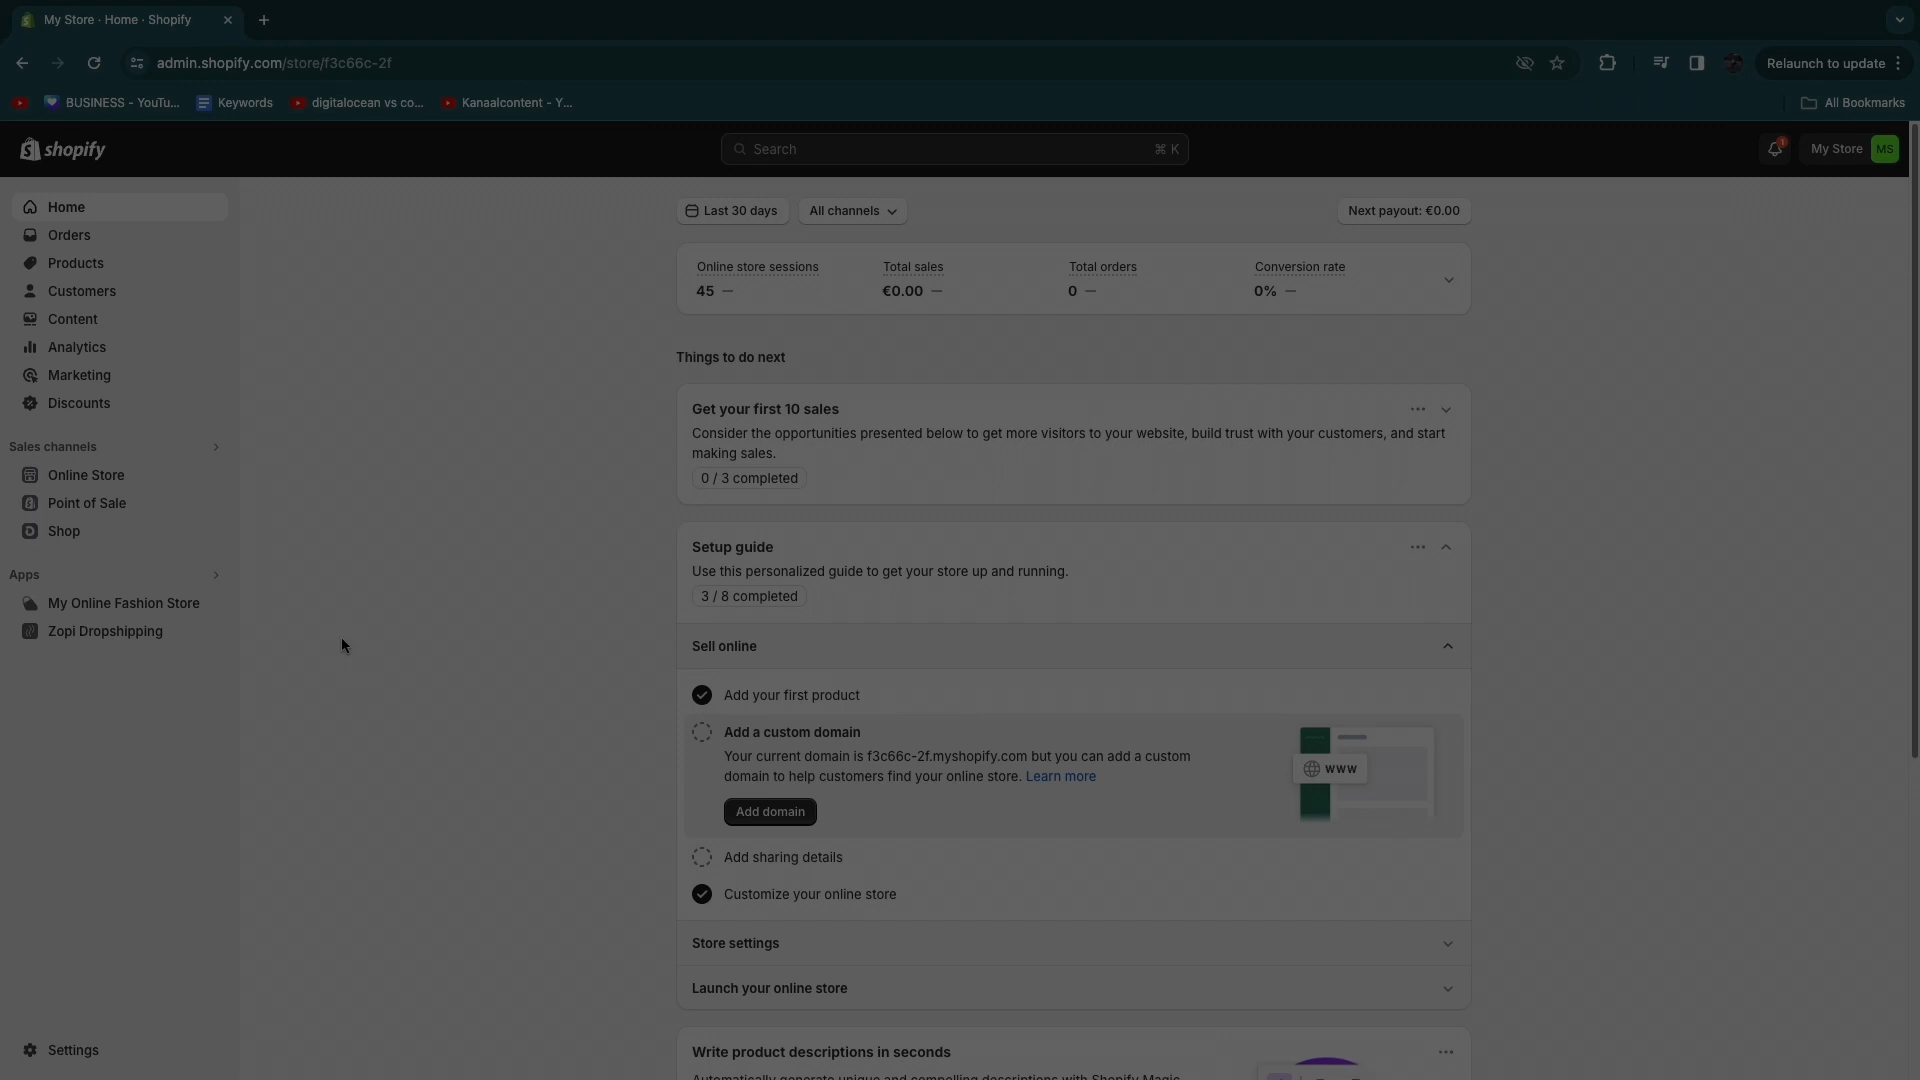 My Store · Home · Shopify
admin.shopify.com/store/f3c66c-2f
Relaunch to update
BUSINESS - YouTu...
Keywords
digitalocean vs co...
Kanaalcontent - Y...
All Bookmarks
shopify
Search
⌘ K
1
My Store
MS
Home
Orders
Products
Customers
Content
Analytics
Marketing
Discounts
Sales channels
Online Store
Point of Sale
Shop
Apps
My Online Fashion Store
Zopi Dropshipping
Settings
Last 30 days
All channels
Next payout: €0.00
Online store sessions
45 —
Total sales
€0.00 —
Total orders
0 —
Conversion rate
0% —
Things to do next
Get your first 10 sales
Consider the opportunities presented below to get more visitors to your website, build trust with your customers, and start
making sales.
0 / 3 completed
Setup guide
Use this personalized guide to get your store up and running.
3 / 8 completed
Sell online
Add your first product
Add a custom domain
Your current domain is f3c66c-2f.myshopify.com but you can add a custom
domain to help customers find your online store. Learn more
Add domain
www
Add sharing details
Customize your online store
Store settings
Launch your online store
Write product descriptions in seconds
Automatically generate unique and compelling descriptions with Shopify Magic